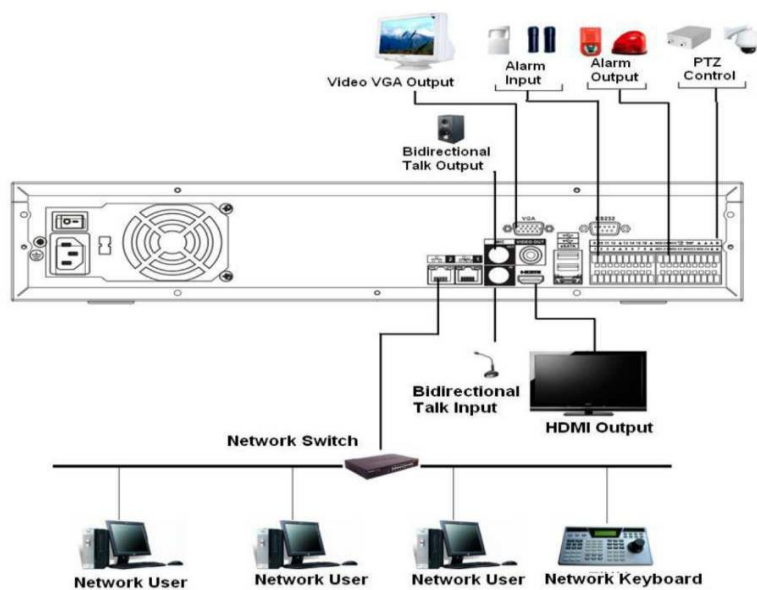 Video VGA Output
Alarm
Input
Alarm
Output
PTZ
Control
Bidirectional
Talk Output
VGA
RS232
VIDEO OUT
HDMI
Bidirectional
Talk Input
HDMI Output
Network Switch
Network User
Network User
Network User
Network Keyboard